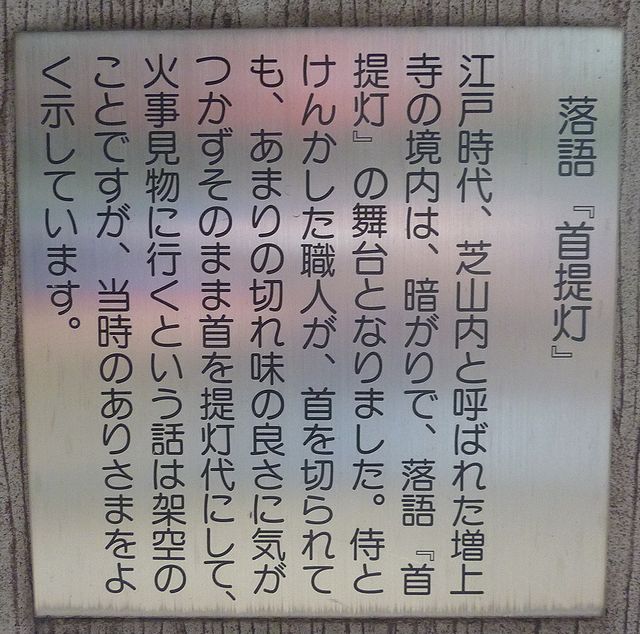 落語『首提灯』
江戸時代、芝山内と呼ばれた増上
寺の境内は、暗がりで、落語『首
提灯』の舞台となりました。侍と
けんかした職人が、首を切られて
も、あまりの切れ味の良さに気が
つかずそのまま首を提灯代にして、
火事見物に行くという話は架空の
ことですが、当時のありさまをよ
く示しています。